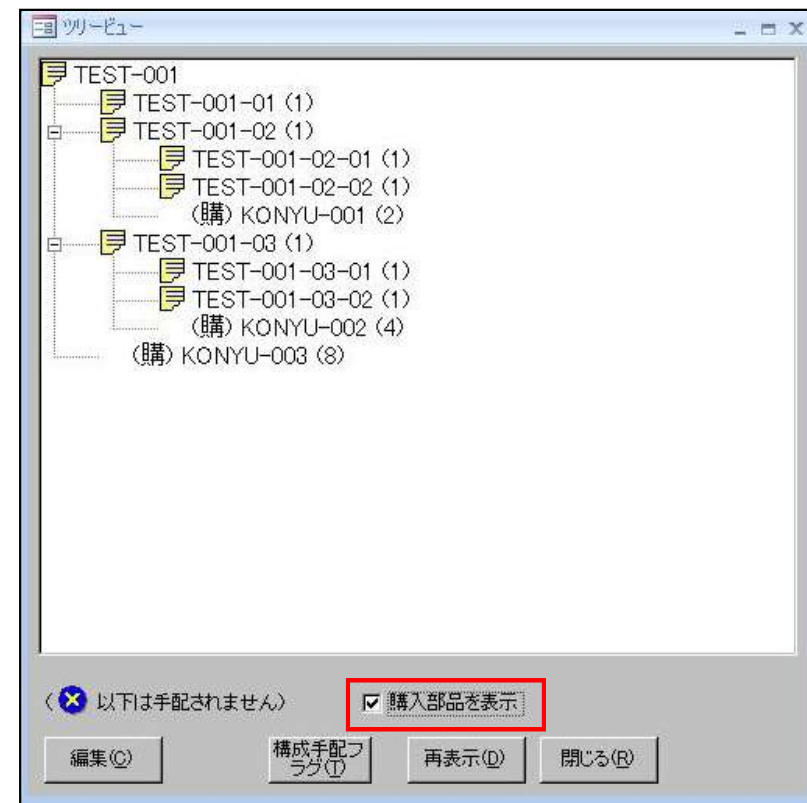 ツリービュー
TEST-001
TEST-001-01 (1)
TEST-001-02 (1)
TEST-001-02-01 (1)
TEST-001-02-02 (1)
(購) KONYU-001 (2)
TEST-001-03 (1)
TEST-001-03-01 (1)
TEST-001-03-02 (1)
(購) KONYU-002 (4)
(購) KONYU-003 (8)
( 以下は手配されません) 購入部品を表示
編集(C) 構成手配フ 再表示(D) 閉じる(R)
ラグ(T)